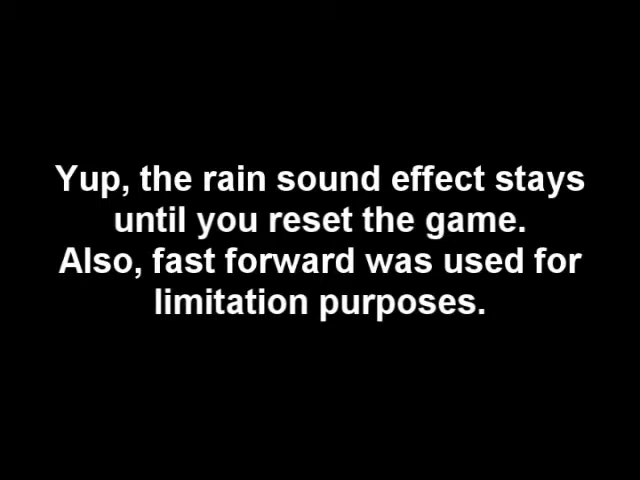 Yup, the rain sound effect stays
until you reset the game.
Also, fast forward was used for
limitation purposes.